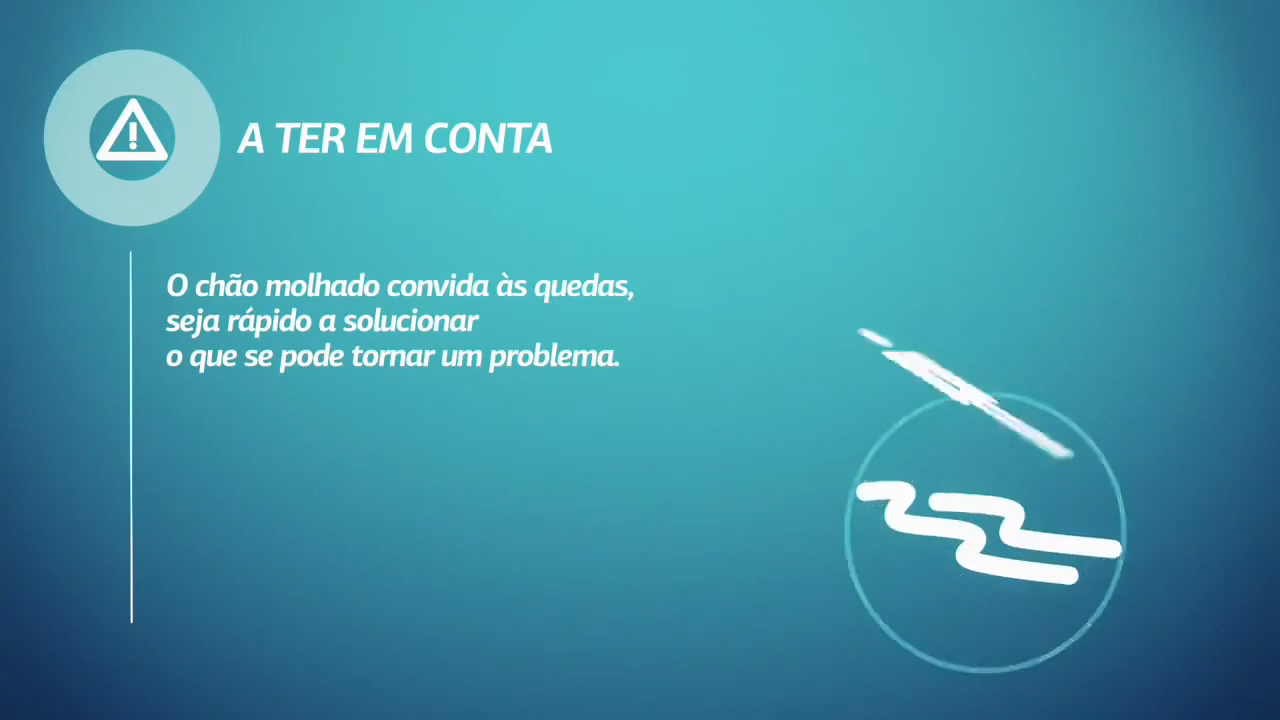 A TER EM CONTA
O chão molhado convida às quedas,
seja rápido a solucionar
o que se pode tornar um problema.